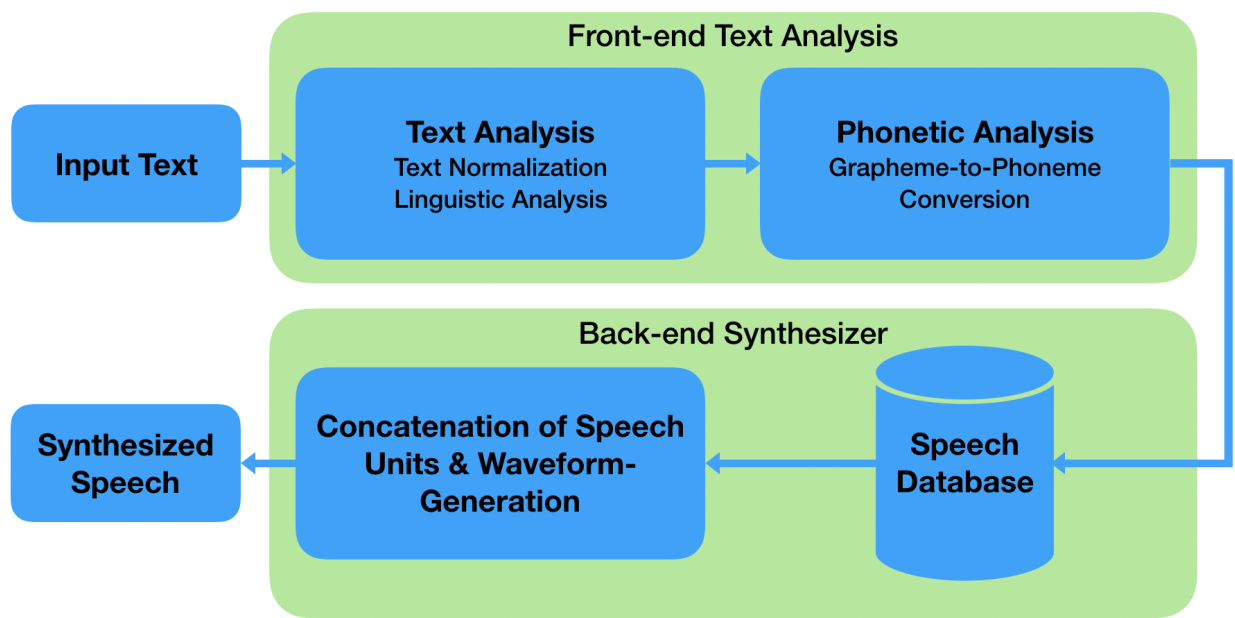 Front-end Text Analysis
Input Text
Text Analysis
Text Normalization
Linguistic Analysis
Phonetic Analysis
Grapheme-to-Phoneme
Conversion
Back-end Synthesizer
Speech
Database
Concatenation of Speech
Units & Waveform-
Generation
Synthesized
Speech